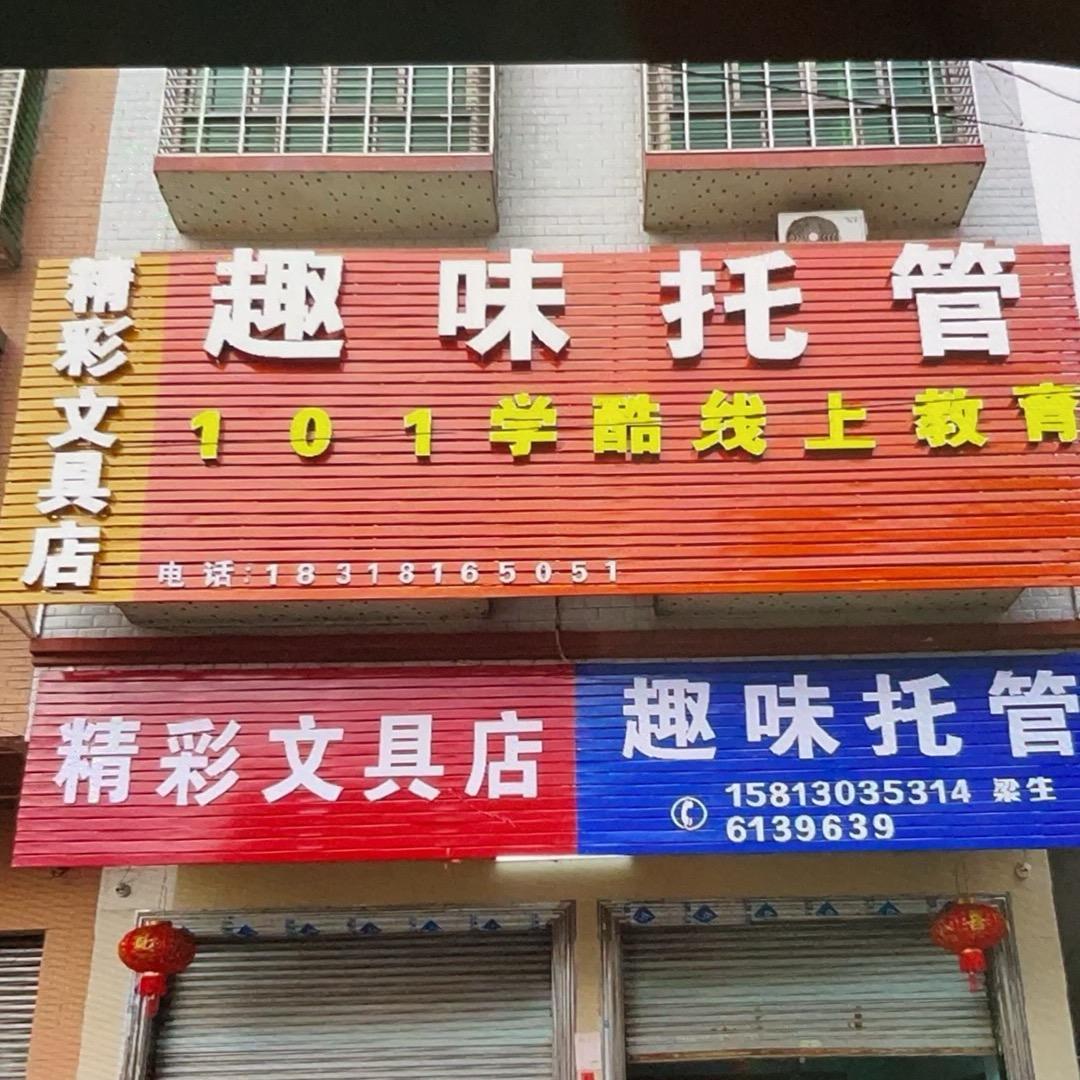 精彩文具店
趣味托管
101学酷线上教育
电话:18318165051
精彩文具店
趣味托管
15813035314 梁生
6139639